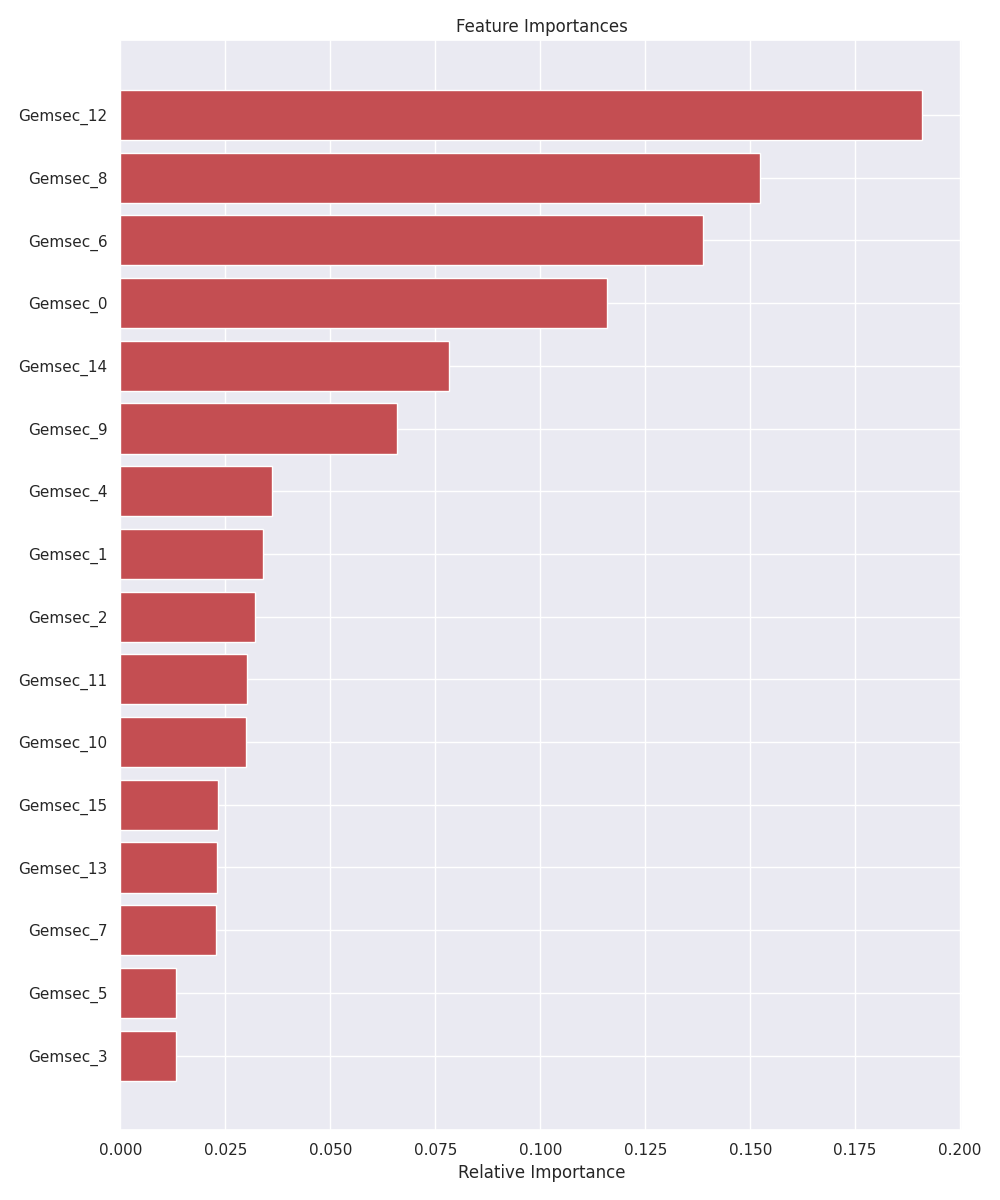 Feature Importances
Gemsec_12
Gemsec_8
Gemsec_6
Gemsec_0
Gemsec_14
Gemsec_9
Gemsec_4
Gemsec_1
Gemsec_2
Gemsec_11
Gemsec_10
Gemsec_15
Gemsec_13
Gemsec_7
Gemsec_5
Gemsec_3
0.000 0.025 0.050 0.075 0.100 0.125 0.150 0.175 0.200
Relative Importance